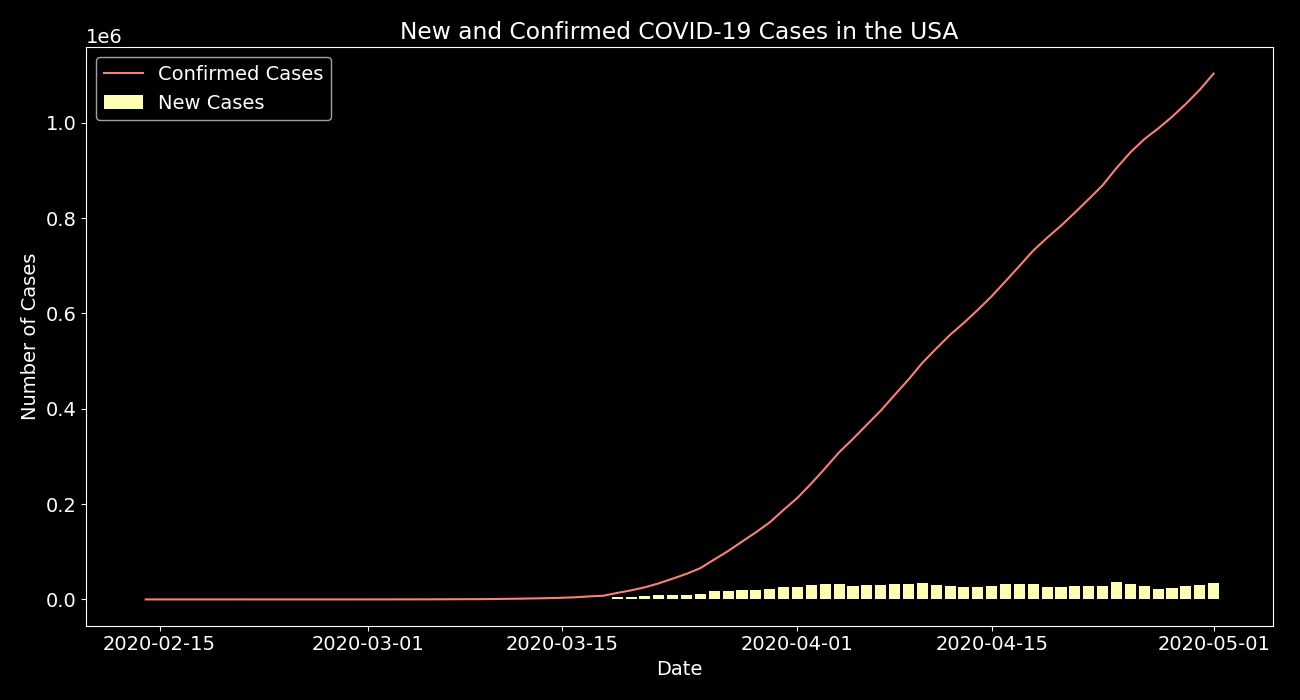 New and Confirmed COVID-19 Cases in the USA
1e6
Confirmed Cases
New Cases
1.0
0.8
0.6
0.4
0.2
0.0
Number of Cases
2020-02-15 2020-03-01 2020-03-15 2020-04-01 2020-04-15 2020-05-01
Date